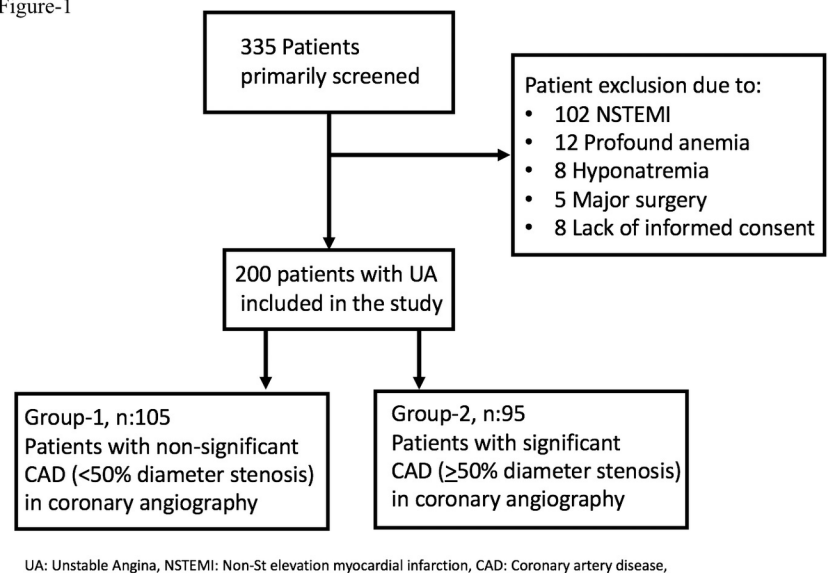 Figure-1
335 Patients
primarily screened
Patient exclusion due to:
• 102 NSTEMI
• 12 Profound anemia
• 8 Hyponatremia
• 5 Major surgery
• 8 Lack of informed consent
200 patients with UA
included in the study
Group-1, n:105
Patients with non-significant
CAD (<50% diameter stenosis)
in coronary angiography
Group-2, n:95
Patients with significant
CAD (≥50% diameter stenosis)
in coronary angiography
UA: Unstable Angina, NSTEMI: Non-St elevation myocardial infarction, CAD: Coronary artery disease,